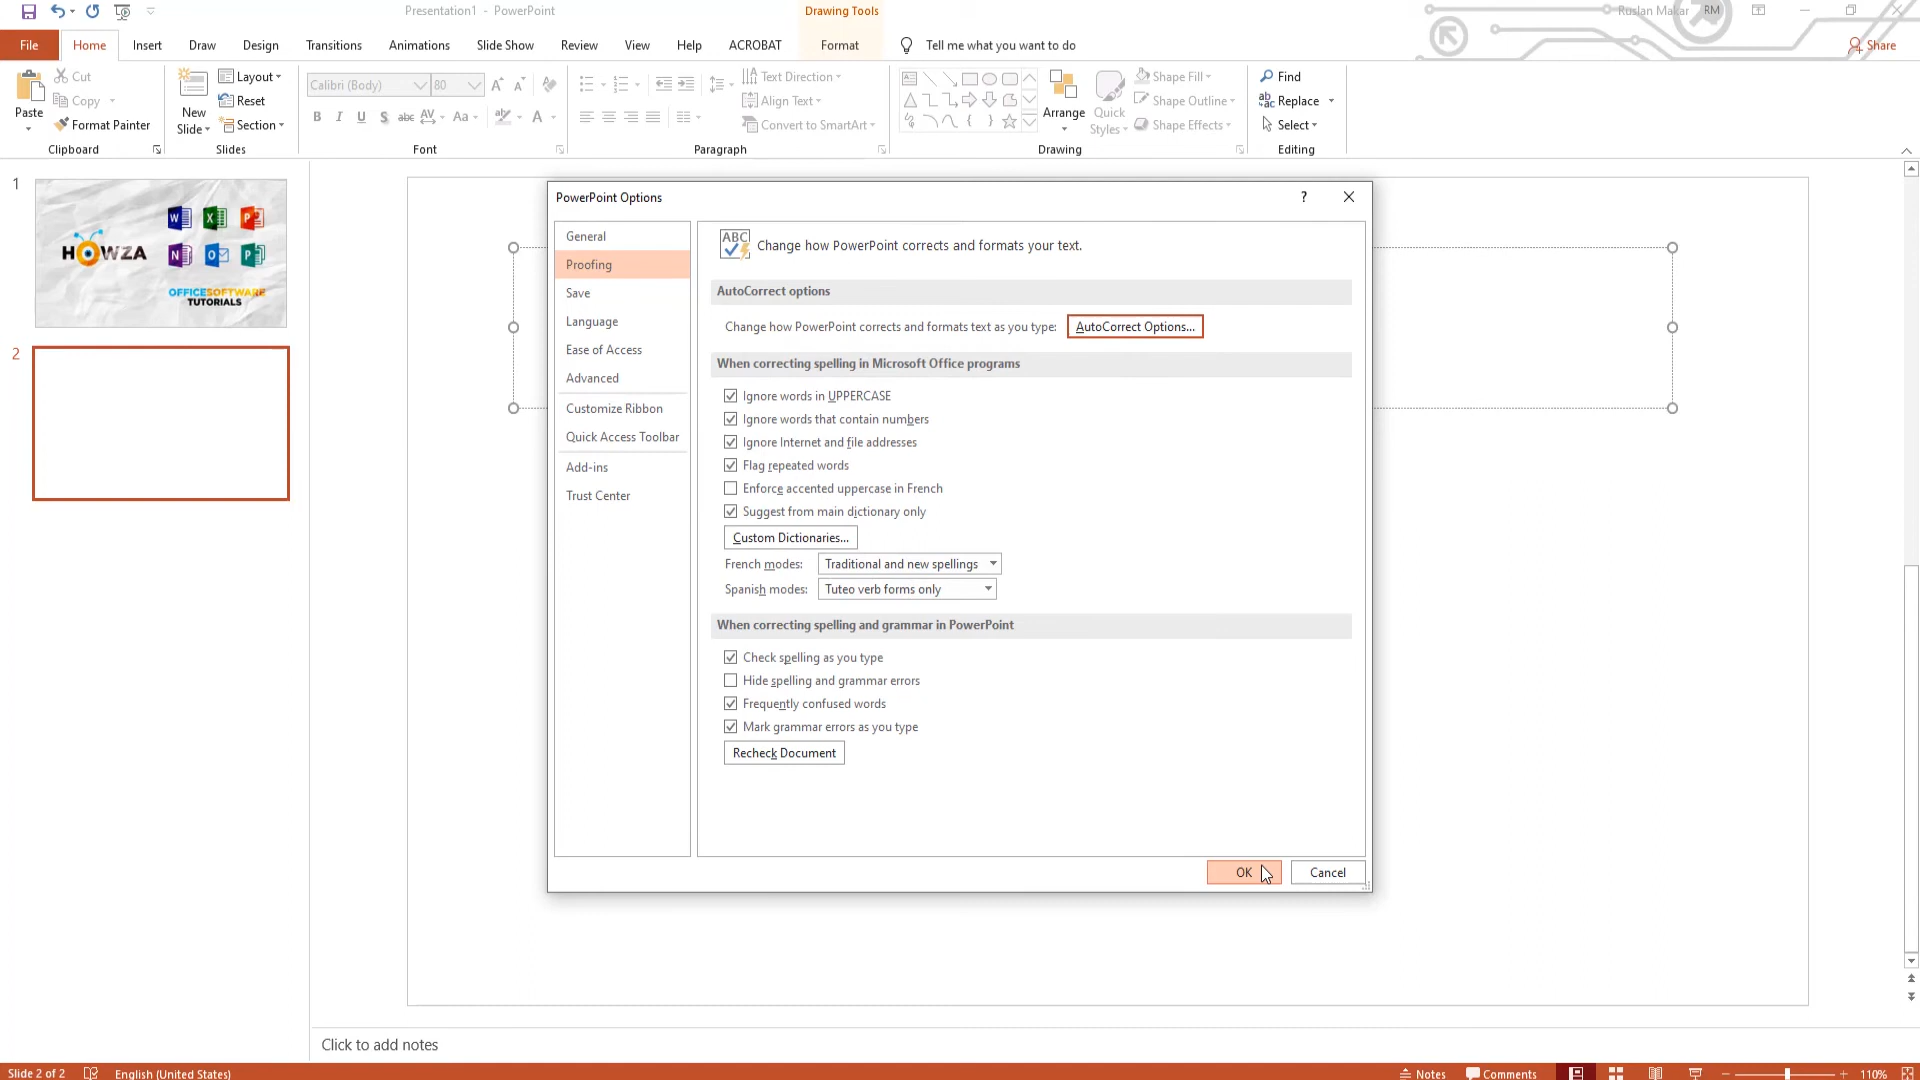 Presentation1 - PowerPoint
Drawing Tools
Ruslan Makar RM
File Home Insert Draw Design Transitions Animations Slide Show Review View Help ACROBAT Format Tell me what you want to do Share
Paste
Cut
Copy
Format Painter
Clipboard
New
Slide
Layout
Reset
Section
Slides
Calibri (Body) 80
B I U S abc AV Aa A
Font
Text Direction
Align Text
Convert to SmartArt
Paragraph
Arrange
Quick
Styles
Shape Fill
Shape Outline
Shape Effects
Drawing
Find
Replace
Select
Editing
1
HOWZA
OFFICESOFTWARE
TUTORIALS
2
PowerPoint Options
General
Proofing
Save
Language
Ease of Access
Advanced
Customize Ribbon
Quick Access Toolbar
Add-ins
Trust Center
ABC Change how PowerPoint corrects and formats your text.
AutoCorrect options
Change how PowerPoint corrects and formats text as you type: AutoCorrect Options...
When correcting spelling in Microsoft Office programs
Ignore words in UPPERCASE
Ignore words that contain numbers
Ignore Internet and file addresses
Flag repeated words
Enforce accented uppercase in French
Suggest from main dictionary only
Custom Dictionaries...
French modes: Traditional and new spellings
Spanish modes: Tuteo verb forms only
When correcting spelling and grammar in PowerPoint
Check spelling as you type
Hide spelling and grammar errors
Frequently confused words
Mark grammar errors as you type
Recheck Document
OK Cancel
Click to add notes
Slide 2 of 2 English (United States) Notes Comments 110%